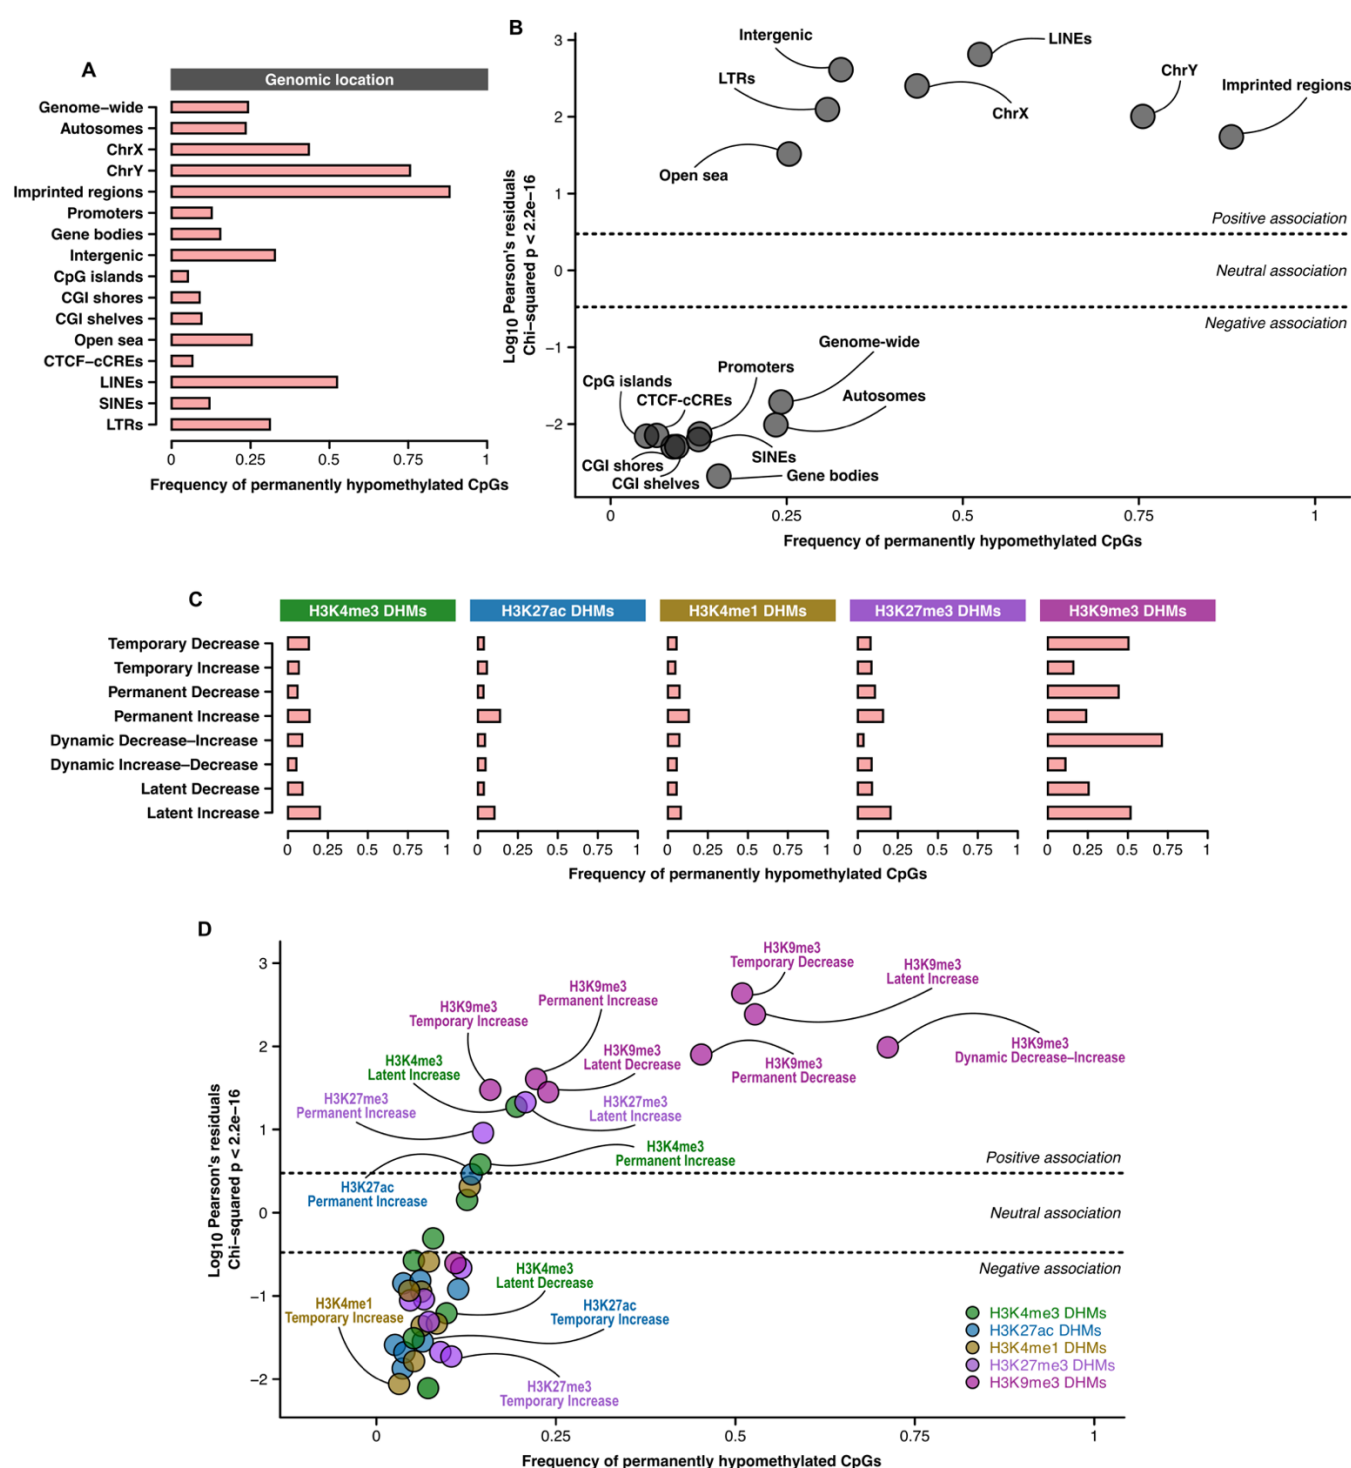 A
Genomic location
Genome–wide
Autosomes
ChrX
ChrY
Imprinted regions
Promoters
Gene bodies
Intergenic
CpG islands
CGI shores
CGI shelves
Open sea
CTCF–cCREs
LINEs
SINEs
LTRs
0 0.25 0.5 0.75 1
Frequency of permanently hypomethylated CpGs
B
Log10 Pearson's residuals
Chi–squared p < 2.2e–16
3
2
1
0
−1
−2
Intergenic
LINEs
LTRs
ChrY
Imprinted regions
ChrX
Open sea
Positive association
Neutral association
Negative association
Genome-wide
Promoters
CpG islands
CTCF-cCREs
Autosomes
CGI shores
SINEs
CGI shelves
Gene bodies
0 0.25 0.5 0.75 1
Frequency of permanently hypomethylated CpGs
C
H3K4me3 DHMs
H3K27ac DHMs
H3K4me1 DHMs
H3K27me3 DHMs
H3K9me3 DHMs
Temporary Decrease
Temporary Increase
Permanent Decrease
Permanent Increase
Dynamic Decrease–Increase
Dynamic Increase–Decrease
Latent Decrease
Latent Increase
0 0.25 0.5 0.75 1
0 0.25 0.5 0.75 1
0 0.25 0.5 0.75 1
0 0.25 0.5 0.75 1
0 0.25 0.5 0.75 1
Frequency of permanently hypomethylated CpGs
D
Log10 Pearson's residuals
Chi–squared p < 2.2e–16
3
2
1
0
−1
−2
H3K9me3
Temporary Decrease
H3K9me3
Latent Increase
H3K9me3
Permanent Increase
H3K9me3
Temporary Increase
H3K9me3
Latent Decrease
H3K9me3
Permanent Decrease
H3K9me3
Dynamic Decrease–Increase
H3K4me3
Latent Increase
H3K27me3
Permanent Increase
H3K27me3
Latent Increase
H3K4me3
Permanent Increase
H3K27ac
Permanent Increase
Positive association
Neutral association
Negative association
H3K4me3
Latent Decrease
H3K27ac
Temporary Increase
H3K4me1
Temporary Increase
H3K27me3
Temporary Increase
H3K4me3 DHMs
H3K27ac DHMs
H3K4me1 DHMs
H3K27me3 DHMs
H3K9me3 DHMs
0 0.25 0.5 0.75 1
Frequency of permanently hypomethylated CpGs